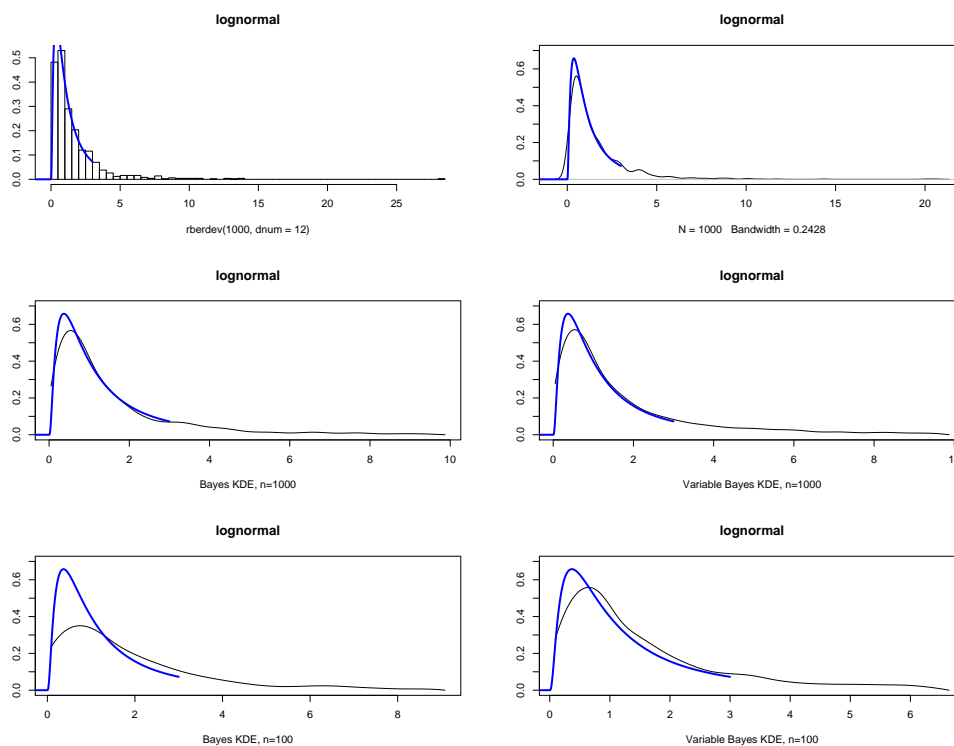 lognormal
0.0 0.1 0.2 0.3 0.4 0.5
0 5 10 15 20 25
rberdev(1000, dnum = 12)
lognormal
0.0 0.2 0.4 0.6
0 5 10 15 20
N = 1000 Bandwidth = 0.2428
lognormal
0.0 0.2 0.4 0.6
0 2 4 6 8 10
Bayes KDE, n=1000
lognormal
0.0 0.2 0.4 0.6
0 2 4 6 8
Variable Bayes KDE, n=1000
lognormal
0.0 0.2 0.4 0.6
0 2 4 6 8
Bayes KDE, n=100
lognormal
0.0 0.2 0.4 0.6
0 1 2 3 4 5 6
Variable Bayes KDE, n=100